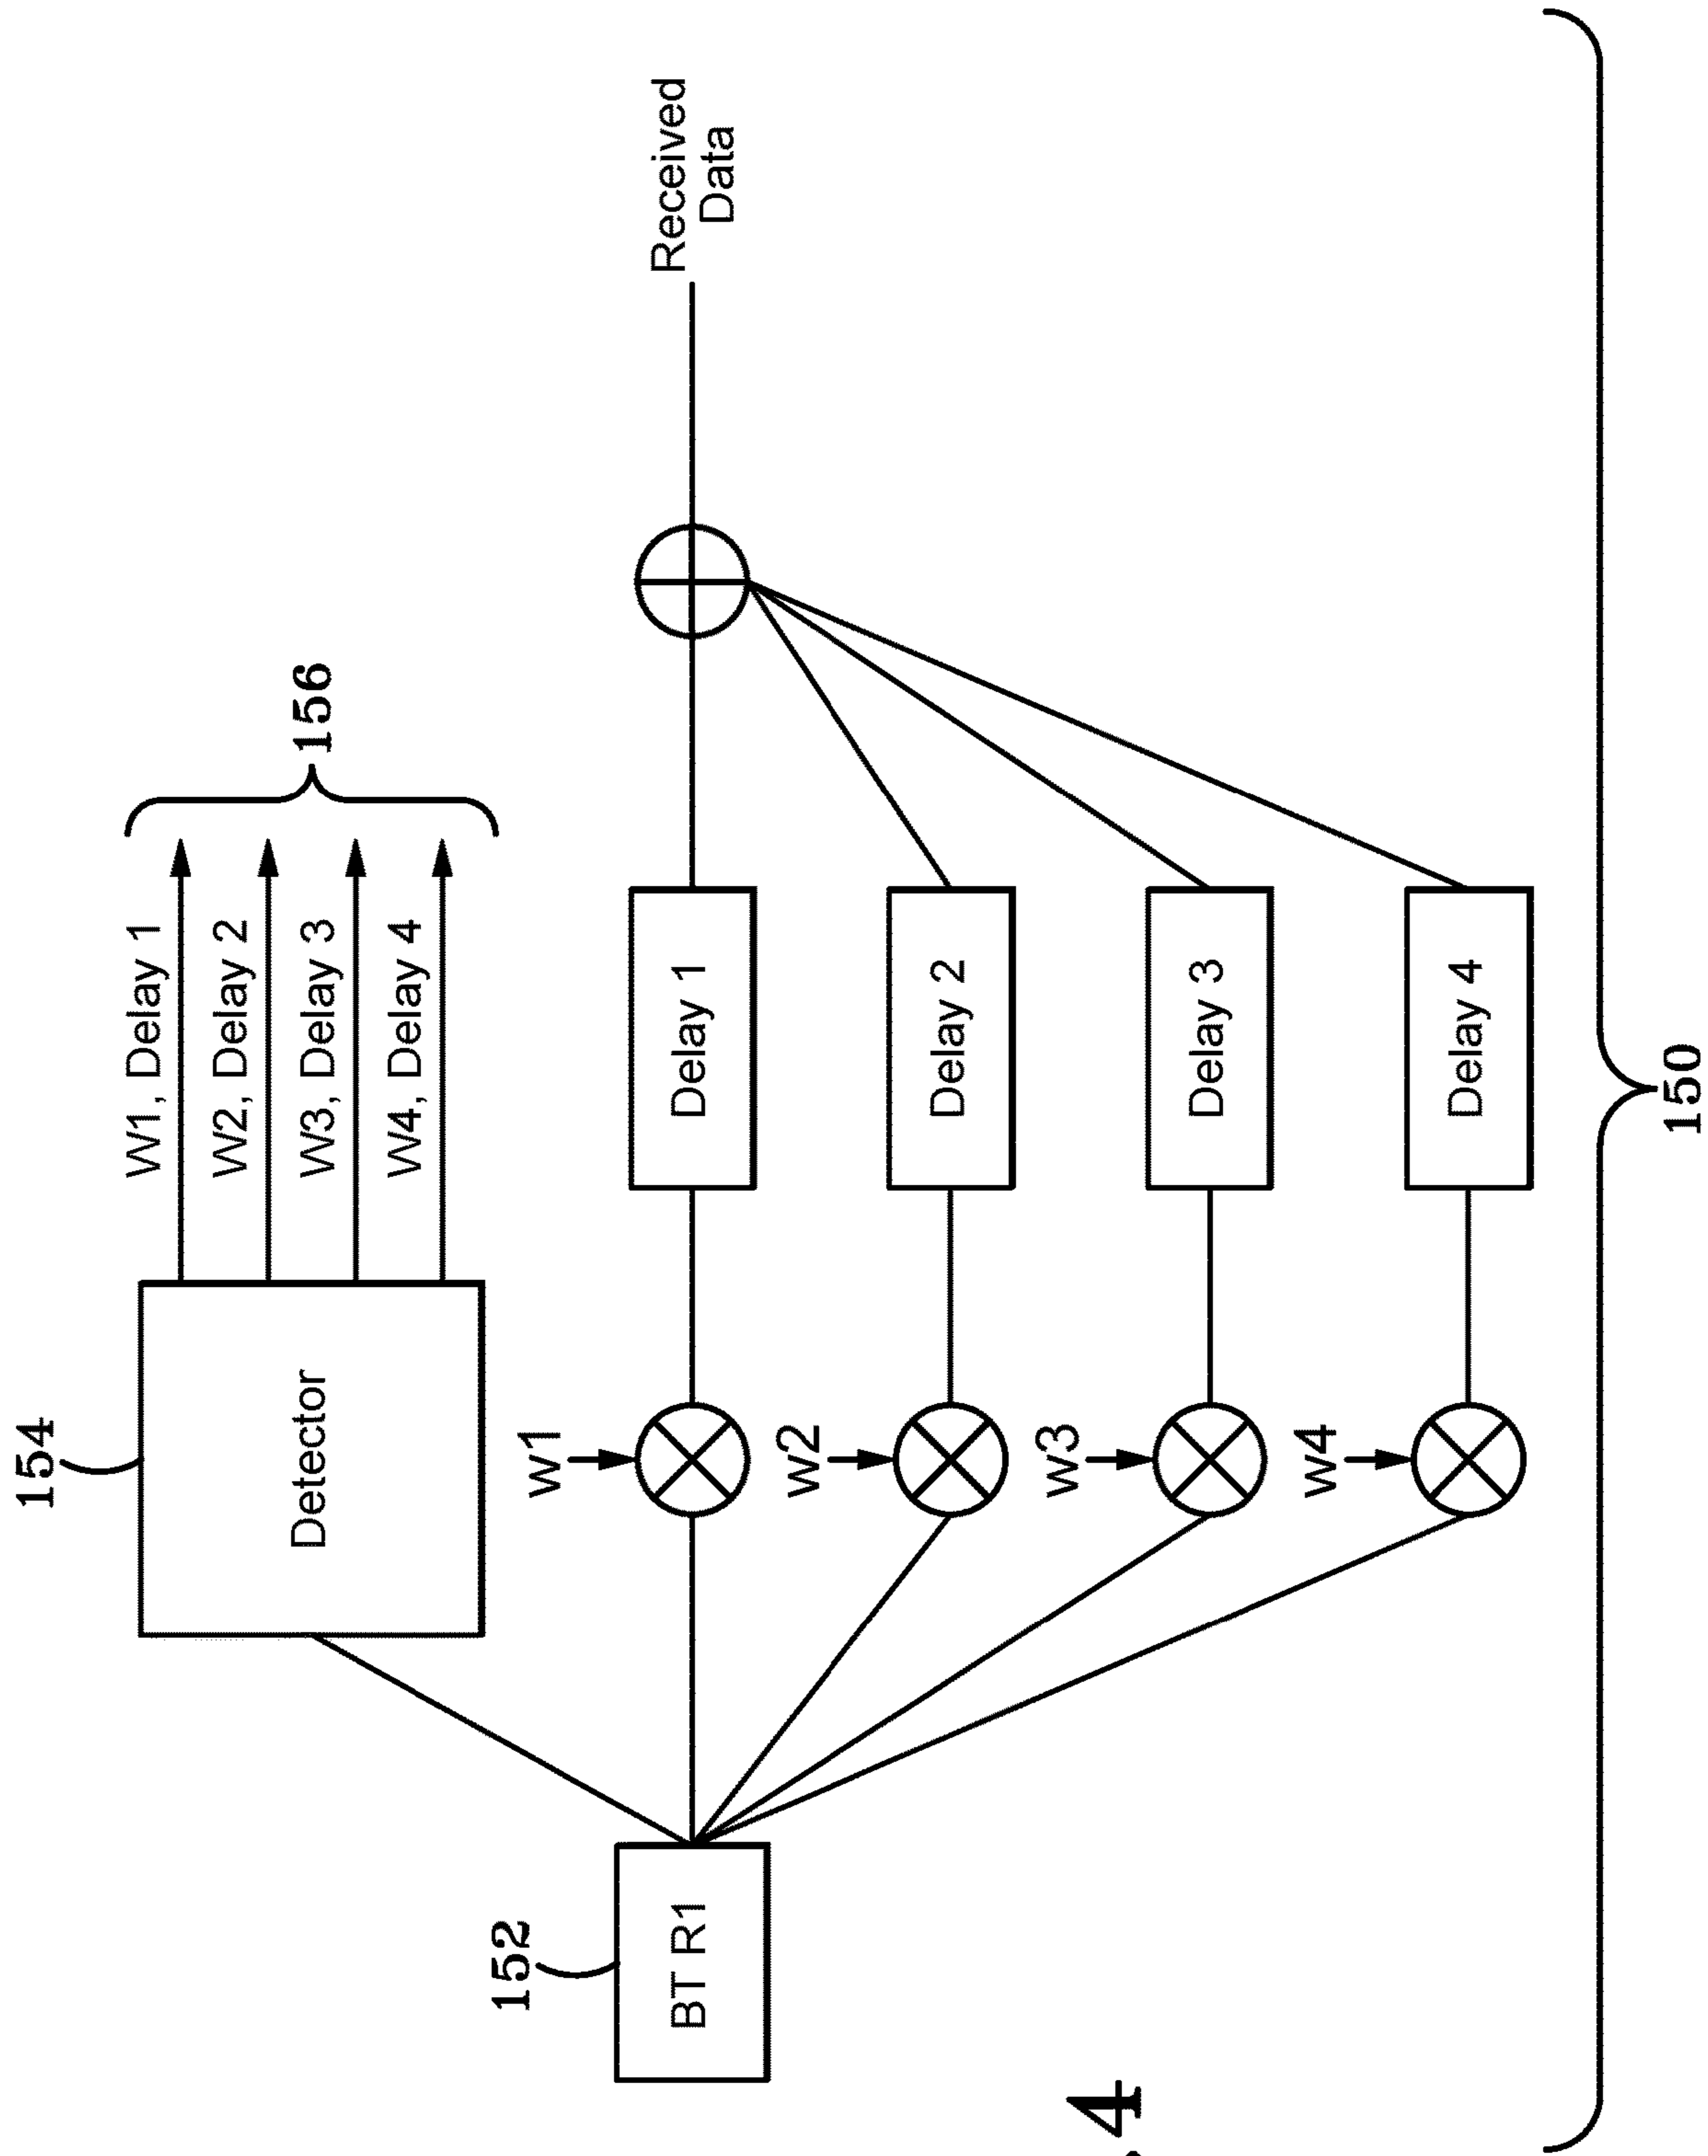 154
Detector
W1, Delay 1
W2, Delay 2
W3, Delay 3
W4, Delay 4
156
152
BT R1
w1
Delay 1
Received
Data
w2
Delay 2
w3
Delay 3
w4
Delay 4
150
4